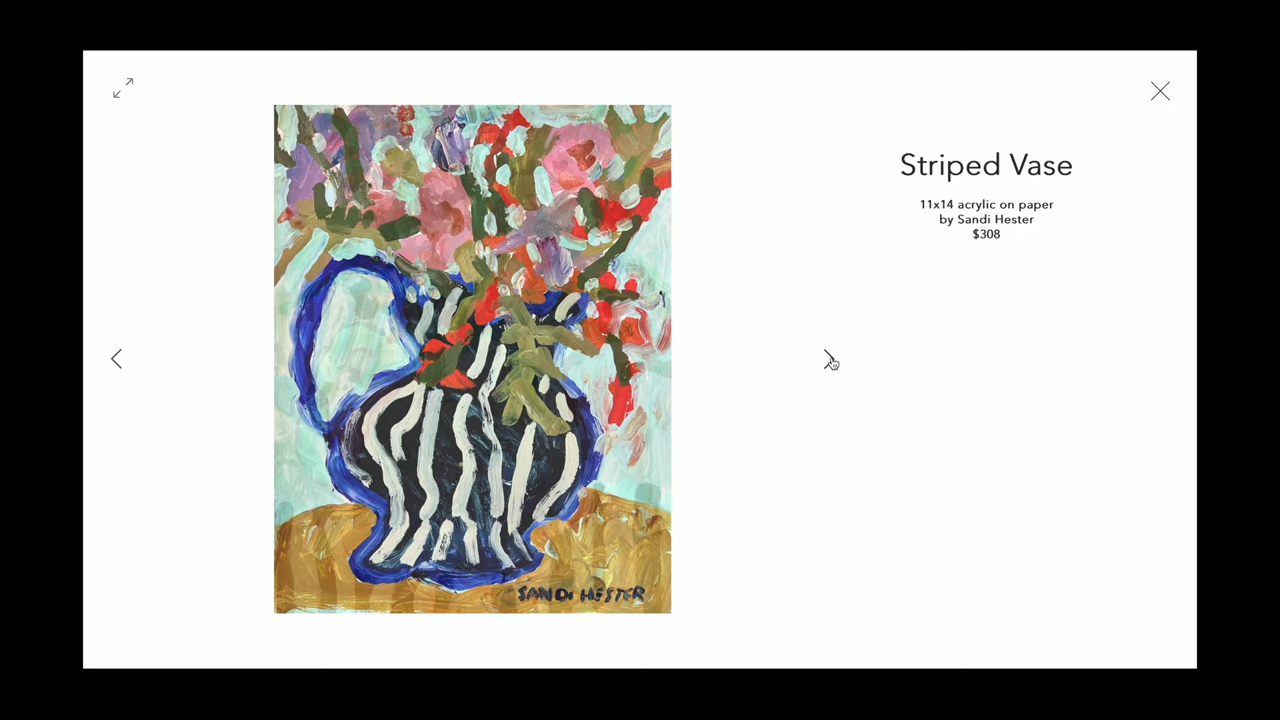 Striped Vase
11x14 acrylic on paper
by Sandi Hester
$308
SANDI HESTER